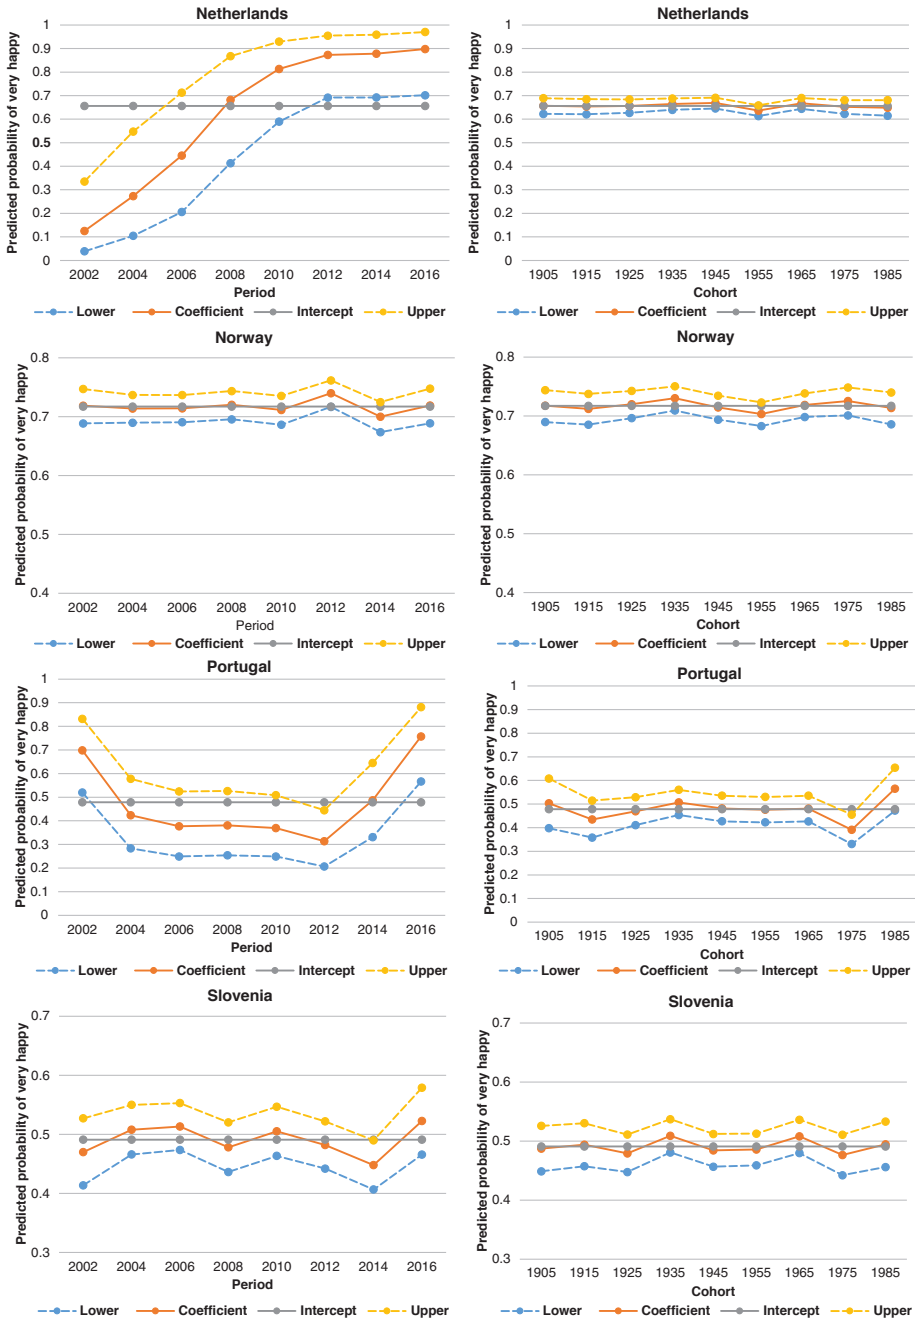 Netherlands
Predicted probability of very happy
1
0.9
0.8
0.7
0.6
0.5
0.4
0.3
0.2
0.1
0
2002 2004 2006 2008 2010 2012 2014 2016
Period
Lower Coefficient Intercept Upper
Netherlands
Predicted probability of very happy
1
0.9
0.8
0.7
0.6
0.5
0.4
0.3
0.2
0.1
0
1905 1915 1925 1935 1945 1955 1965 1975 1985
Cohort
Lower Coefficient Intercept Upper
Norway
Predicted probability of very happy
0.8
0.7
0.6
0.5
0.4
2002 2004 2006 2008 2010 2012 2014 2016
Period
Lower Coefficient Intercept Upper
Norway
Predicted probability of very happy
0.8
0.7
0.6
0.5
0.4
1905 1915 1925 1935 1945 1955 1965 1975 1985
Cohort
Lower Coefficient Intercept Upper
Portugal
Predicted probability of very happy
1
0.9
0.8
0.7
0.6
0.5
0.4
0.3
0.2
0.1
0
2002 2004 2006 2008 2010 2012 2014 2016
Period
Lower Coefficient Intercept Upper
Portugal
Predicted probability of very happy
1
0.9
0.8
0.7
0.6
0.5
0.4
0.3
0.2
0.1
0
1905 1915 1925 1935 1945 1955 1965 1975 1985
Cohort
Lower Coefficient Intercept Upper
Slovenia
Predicted probability of very happy
0.7
0.6
0.5
0.4
0.3
2002 2004 2006 2008 2010 2012 2014 2016
Period
Lower Coefficient Intercept Upper
Slovenia
Predicted probability of very happy
0.7
0.6
0.5
0.4
0.3
1905 1915 1925 1935 1945 1955 1965 1975 1985
Cohort
Lower Coefficient Intercept Upper